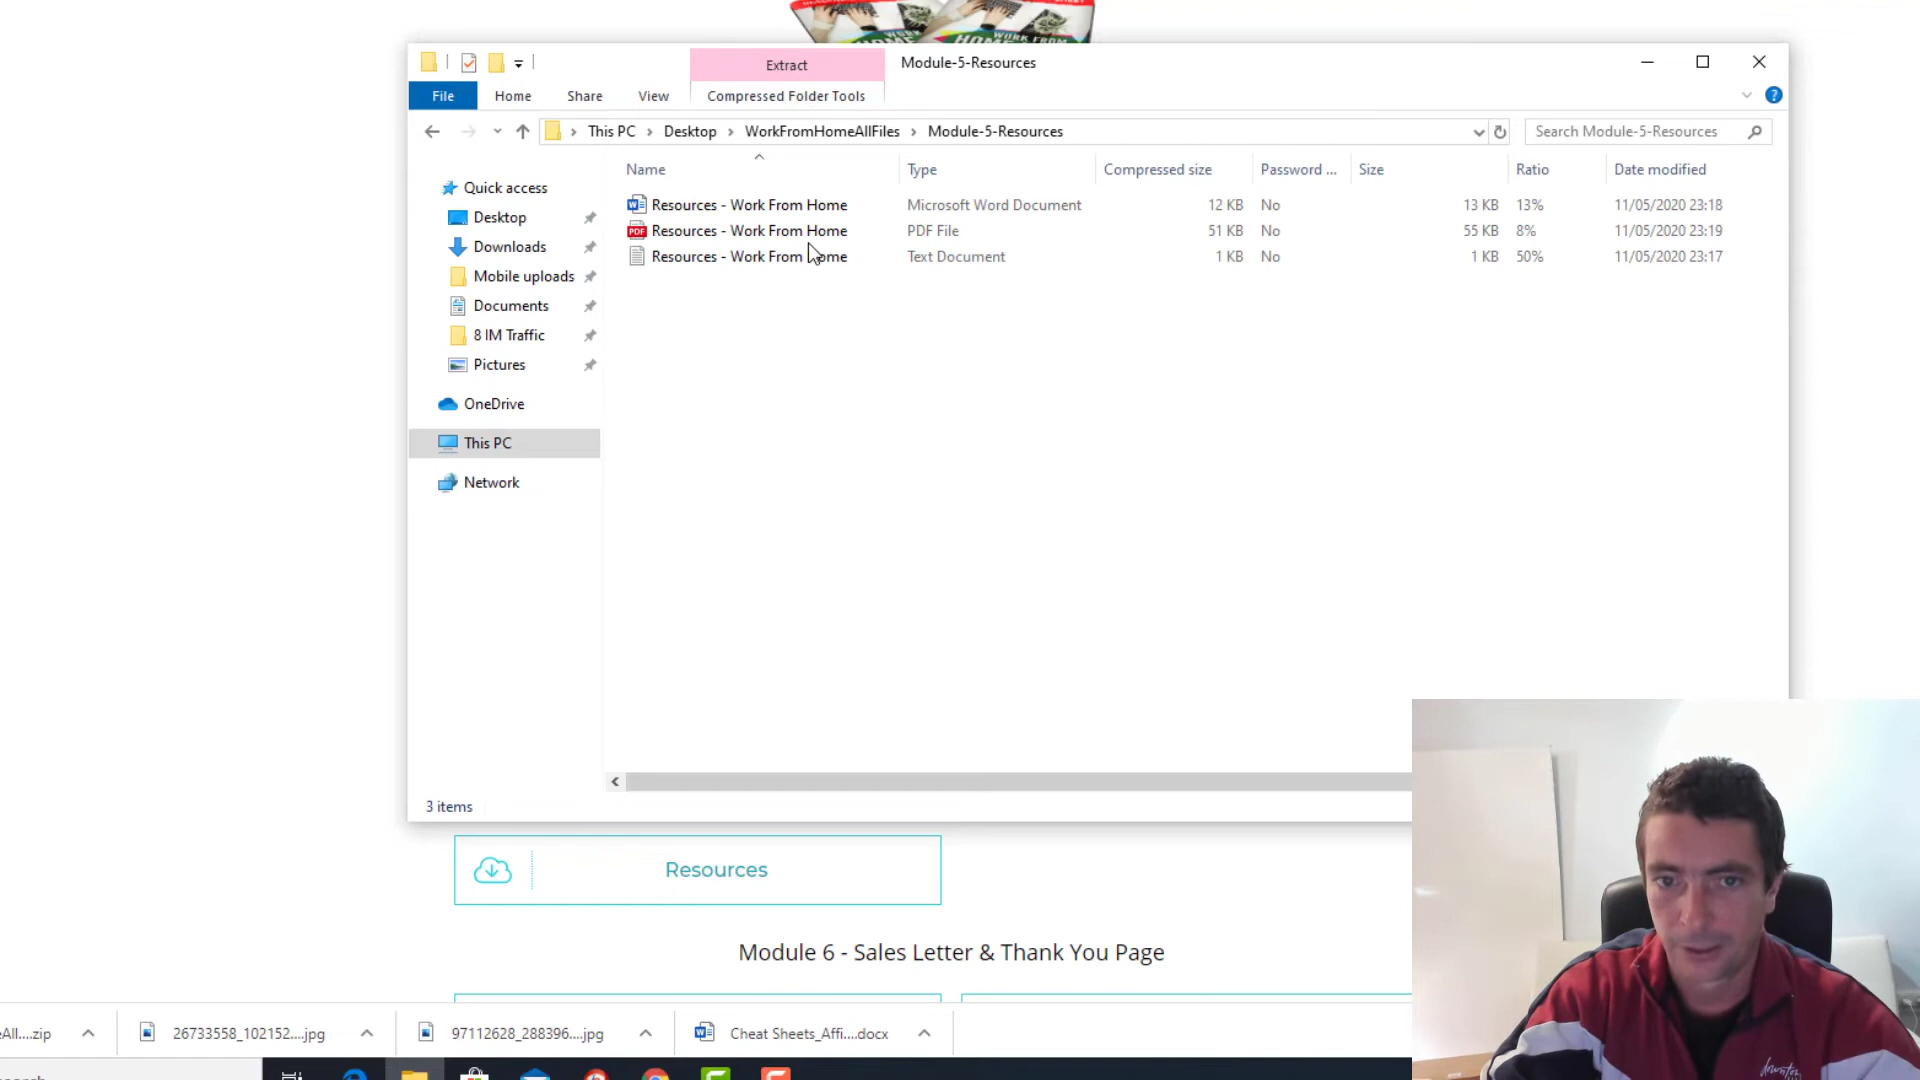 WORK FROM
HOME
Extract
Module-5-Resources
File
Home
Share
View
Compressed Folder Tools
This PC
Desktop
WorkFromHomeAllFiles
Module-5-Resources
Search Module-5-Resources
Name
Type
Compressed size
Password ...
Size
Ratio
Date modified
Resources - Work From Home Microsoft Word Document 12 KB No 13 KB 13% 11/05/2020 23:18
Resources - Work From Home PDF File 51 KB No 55 KB 8% 11/05/2020 23:19
Resources - Work From Home Text Document 1 KB No 1 KB 50% 11/05/2020 23:17
Quick access
Desktop
Downloads
Mobile uploads
Documents
8 IM Traffic
Pictures
OneDrive
This PC
Network
3 items
Resources
Module 6 - Sales Letter & Thank You Page
eAll....zip
26733558_102152....jpg
97112628_288396....jpg
Cheat Sheets_Affi....docx